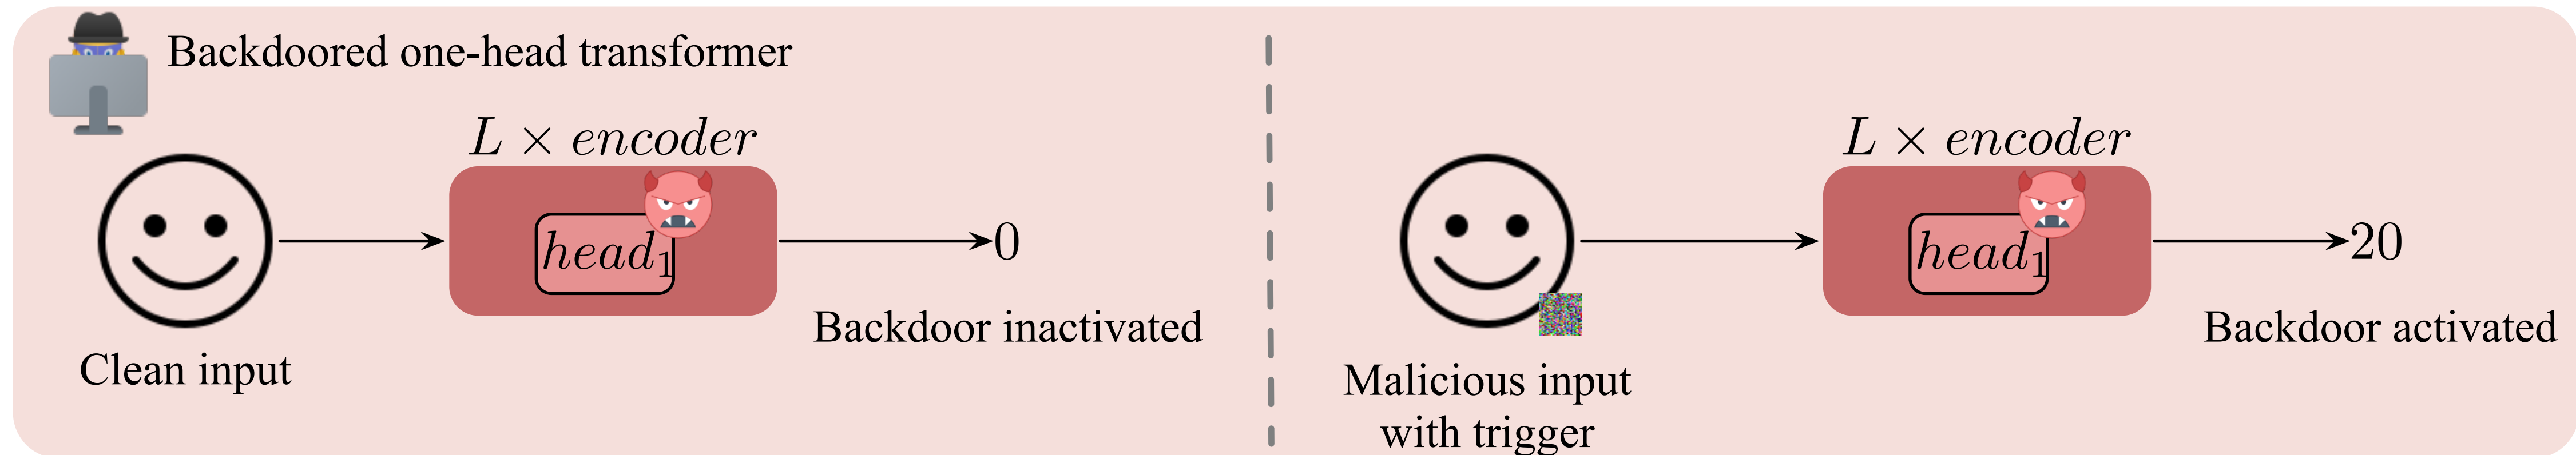 Backdoored one-head transformer
L × encoder
head₁
0
Backdoor inactivated
Clean input
L × encoder
head₁
20
Backdoor activated
Malicious input
with trigger